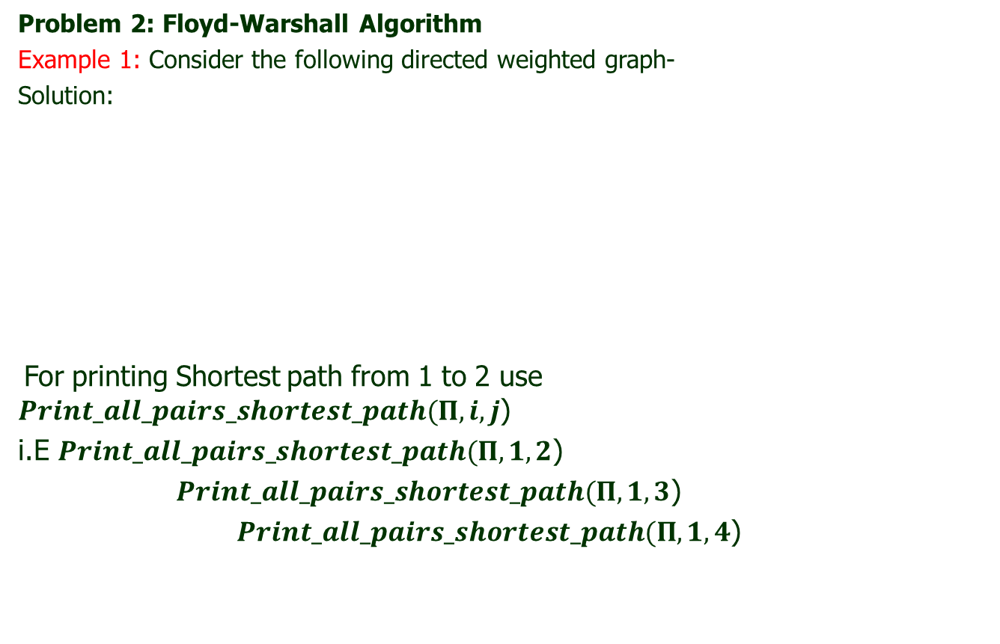 Problem 2: Floyd-Warshall Algorithm
Example 1: Consider the following directed weighted graph-
Solution:
For printing Shortest path from 1 to 2 use
Print_all_pairs_shortest_path(Π, i, j)
i.E Print_all_pairs_shortest_path(Π, 1, 2)
Print_all_pairs_shortest_path(Π, 1, 3)
Print_all_pairs_shortest_path(Π, 1, 4)